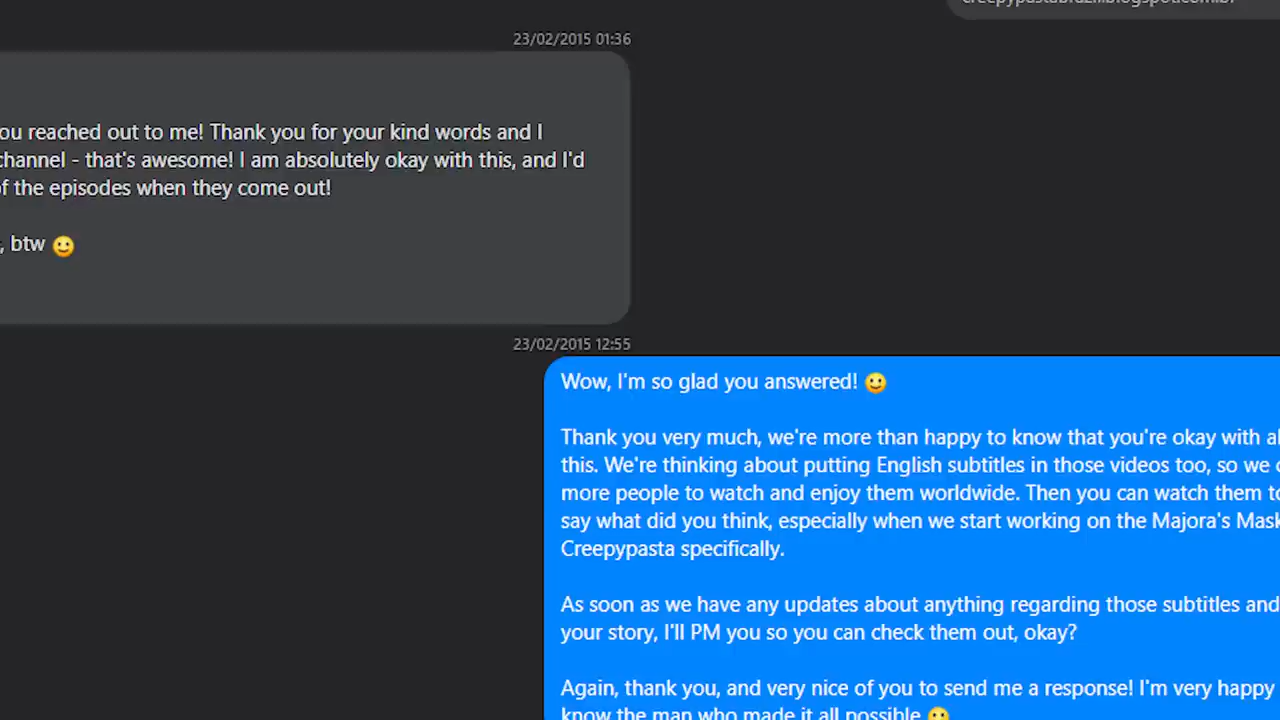 23/02/2015 01:36
ou reached out to me! Thank you for your kind words and I
channel - that's awesome! I am absolutely okay with this, and I'd
of the episodes when they come out!
, btw 🙂
23/02/2015 12:55
Wow, I'm so glad you answered! 🙂
Thank you very much, we're more than happy to know that you're okay with al
this. We're thinking about putting English subtitles in those videos too, so we c
more people to watch and enjoy them worldwide. Then you can watch them to
say what did you think, especially when we start working on the Majora's Mask
Creepypasta specifically.
As soon as we have any updates about anything regarding those subtitles and
your story, I'll PM you so you can check them out, okay?
Again, thank you, and very nice of you to send me a response! I'm very happy
know the man who made it all possible 🙂